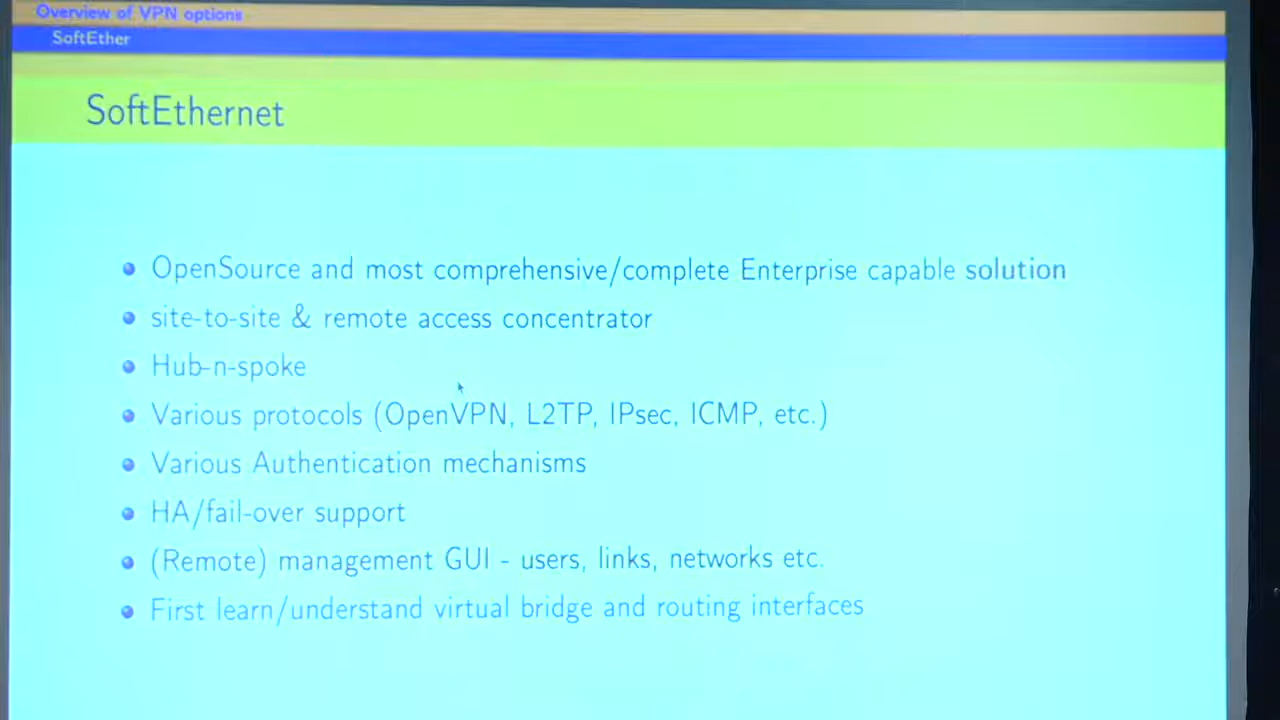 Overview of VPN options
SoftEther
SoftEthernet
OpenSource and most comprehensive/complete Enterprise capable solution
site-to-site & remote access concentrator
Hub-n-spoke
Various protocols (OpenVPN, L2TP, IPsec, ICMP, etc.)
Various Authentication mechanisms
HA/fail-over support
(Remote) management GUI - users, links, networks etc.
First learn/understand virtual bridge and routing interfaces